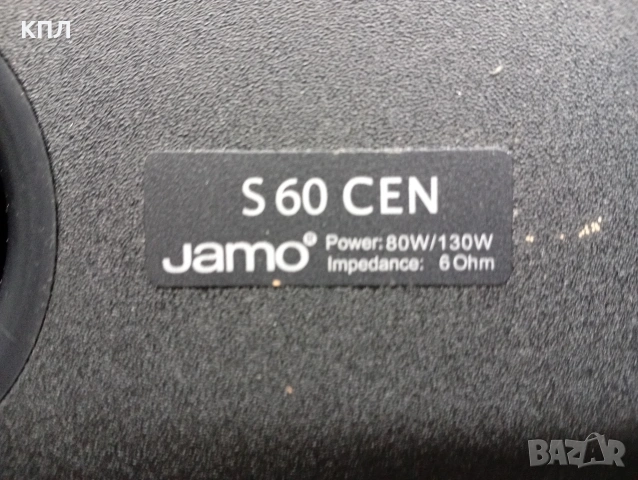 КПЛ
S 60 CEN
Jamo® Power: 80W/130W
Impedance: 6 Ohm
BAZAR